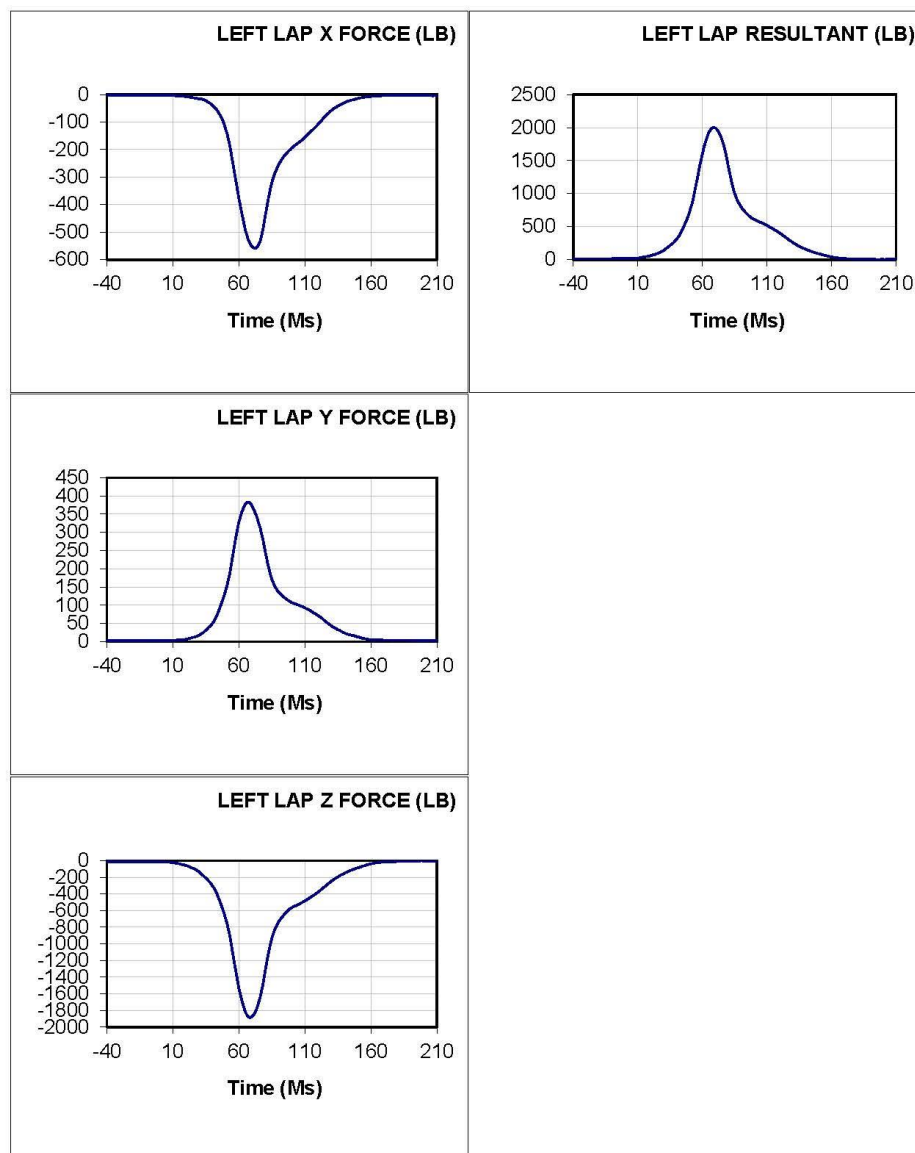 LEFT LAP X FORCE (LB)
0
-100
-200
-300
-400
-500
-600
-40 10 60 110 160 210
Time (Ms)
LEFT LAP RESULTANT (LB)
2500
2000
1500
1000
500
0
-40 10 60 110 160 210
Time (Ms)
LEFT LAP Y FORCE (LB)
450
400
350
300
250
200
150
100
50
0
-40 10 60 110 160 210
Time (Ms)
LEFT LAP Z FORCE (LB)
0
-200
-400
-600
-800
-1000
-1200
-1400
-1600
-1800
-2000
-40 10 60 110 160 210
Time (Ms)